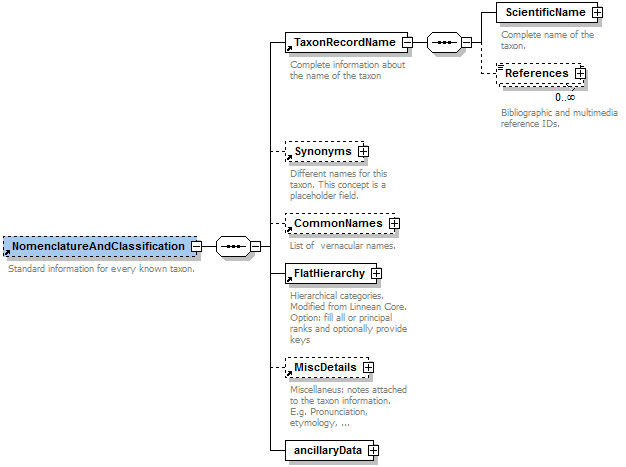 ScientificName
Complete name of the
taxon.
TaxonRecordName
Complete information about
the name of the taxon
References
0..∞
Bibliographic and multimedia
reference IDs.
Synonyms
Different names for this
taxon. This concept is a
placeholder field.
CommonNames
List of vernacular names.
NomenclatureAndClassification
Standard information for every known taxon.
FlatHierarchy
Hierarchical categories.
Modified from Linnean Core.
Option: fill all or principal
ranks and optionally provide
keys
MiscDetails
Miscellaneus: notes attached
to the taxon information.
E.g. Pronunciation,
etymology, ...
ancillaryData